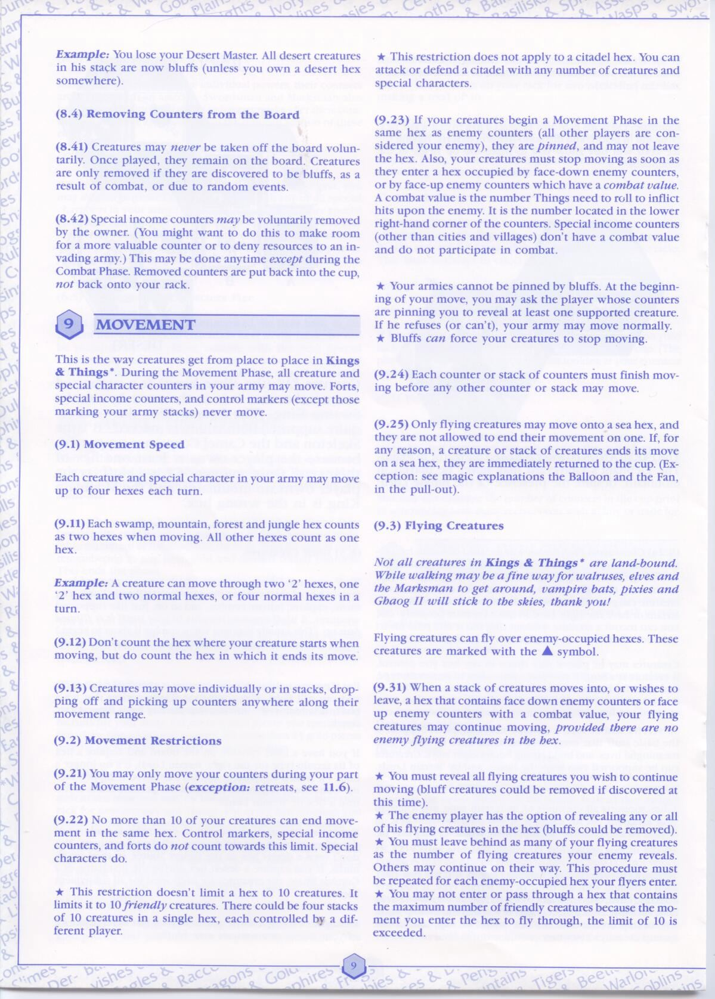 Example: You lose your Desert Master. All desert creatures
in his stack are now bluffs (unless you own a desert hex
somewhere).
(8.4) Removing Counters from the Board
(8.41) Creatures may never be taken off the board volun-
tarily. Once played, they remain on the board. Creatures
are only removed if they are discovered to be bluffs, as a
result of combat, or due to random events.
(8.42) Special income counters may be voluntarily removed
by the owner. (You might want to do this to make room
for a more valuable counter or to deny resources to an in-
vading army.) This may be done anytime except during the
Combat Phase. Removed counters are put back into the cup,
not back onto your rack.
9 MOVEMENT
This is the way creatures get from place to place in Kings
& Things*. During the Movement Phase, all creature and
special character counters in your army may move. Forts,
special income counters, and control markers (except those
marking your army stacks) never move.
(9.1) Movement Speed
Each creature and special character in your army may move
up to four hexes each turn.
(9.11) Each swamp, mountain, forest and jungle hex counts
as two hexes when moving. All other hexes count as one
hex.
Example: A creature can move through two ‘2’ hexes, one
‘2’ hex and two normal hexes, or four normal hexes in a
turn.
(9.12) Don't count the hex where your creature starts when
moving, but do count the hex in which it ends its move.
(9.13) Creatures may move individually or in stacks, drop-
ping off and picking up counters anywhere along their
movement range.
(9.2) Movement Restrictions
(9.21) You may only move your counters during your part
of the Movement Phase (exception: retreats, see 11.6).
(9.22) No more than 10 of your creatures can end move-
ment in the same hex. Control markers, special income
counters, and forts do not count towards this limit. Special
characters do.
★ This restriction doesn't limit a hex to 10 creatures. It
limits it to 10 friendly creatures. There could be four stacks
of 10 creatures in a single hex, each controlled by a dif-
ferent player.
★ This restriction does not apply to a citadel hex. You can
attack or defend a citadel with any number of creatures and
special characters.
(9.23) If your creatures begin a Movement Phase in the
same hex as enemy counters (all other players are con-
sidered your enemy), they are pinned, and may not leave
the hex. Also, your creatures must stop moving as soon as
they enter a hex occupied by face-down enemy counters,
or by face-up enemy counters which have a combat value.
A combat value is the number Things need to roll to inflict
hits upon the enemy. It is the number located in the lower
right-hand corner of the counters. Special income counters
(other than cities and villages) don't have a combat value
and do not participate in combat.
★ Your armies cannot be pinned by bluffs. At the beginn-
ing of your move, you may ask the player whose counters
are pinning you to reveal at least one supported creature.
If he refuses (or can't), your army may move normally.
★ Bluffs can force your creatures to stop moving.
(9.24) Each counter or stack of counters must finish mov-
ing before any other counter or stack may move.
(9.25) Only flying creatures may move onto a sea hex, and
they are not allowed to end their movement on one. If, for
any reason, a creature or stack of creatures ends its move
on a sea hex, they are immediately returned to the cup. (Ex-
ception: see magic explanations the Balloon and the Fan,
in the pull-out).
(9.3) Flying Creatures
Not all creatures in Kings & Things* are land-bound.
While walking may be a fine way for walruses, elves and
the Marksman to get around, vampire bats, pixies and
Ghaog II will stick to the skies, thank you!
Flying creatures can fly over enemy-occupied hexes. These
creatures are marked with the ▲ symbol.
(9.31) When a stack of creatures moves into, or wishes to
leave, a hex that contains face down enemy counters or face
up enemy counters with a combat value, your flying
creatures may continue moving, provided there are no
enemy flying creatures in the hex.
★ You must reveal all flying creatures you wish to continue
moving (bluff creatures could be removed if discovered at
this time).
★ The enemy player has the option of revealing any or all
of his flying creatures in the hex (bluffs could be removed).
★ You must leave behind as many of your flying creatures
as the number of flying creatures your enemy reveals.
Others may continue on their way. This procedure must
be repeated for each enemy-occupied hex your flyers enter.
★ You may not enter or pass through a hex that contains
the maximum number of friendly creatures because the mo-
ment you enter the hex to fly through, the limit of 10 is
exceeded.
9